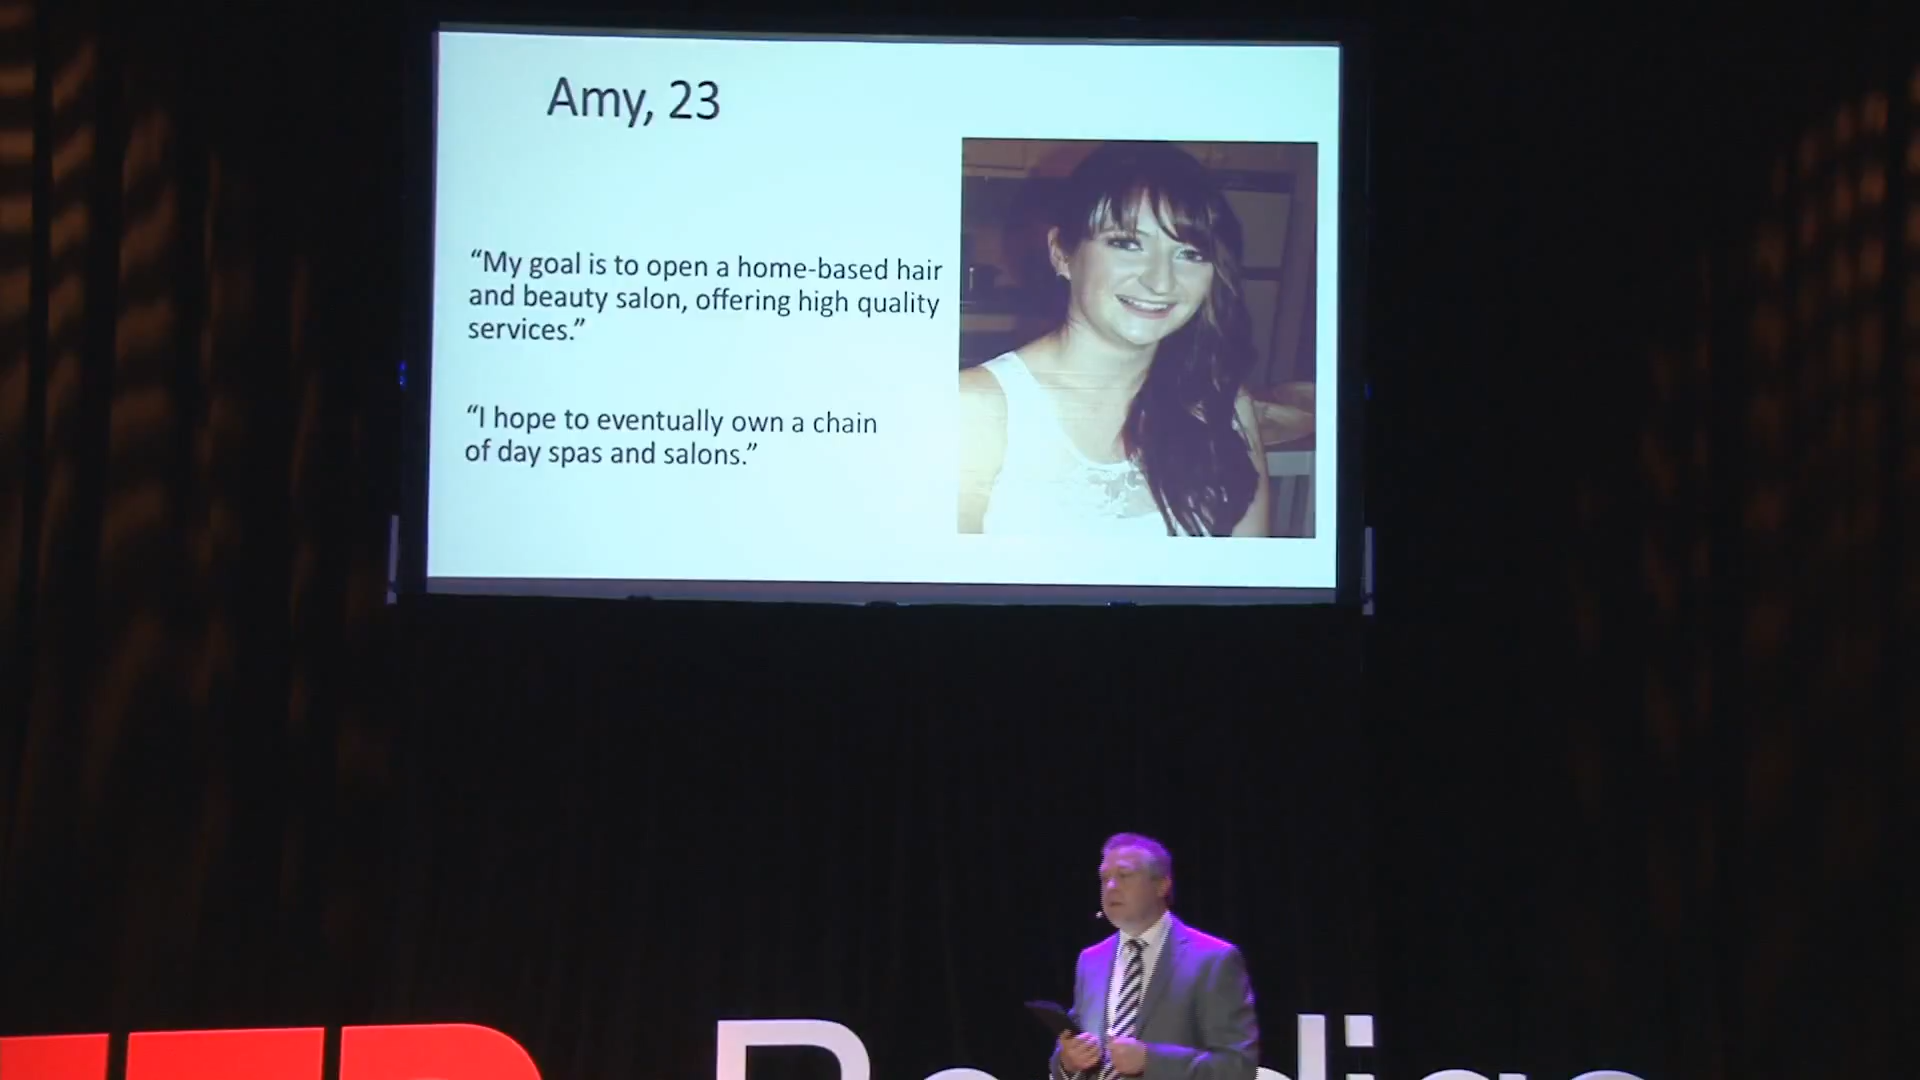 Amy, 23
“My goal is to open a home-based hair
and beauty salon, offering high quality
services.”
“I hope to eventually own a chain
of day spas and salons.”
TED